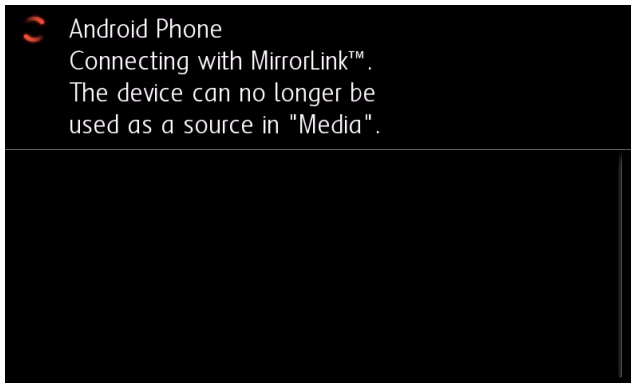 Android Phone
Connecting with MirrorLink™.
The device can no longer be
used as a source in "Media".